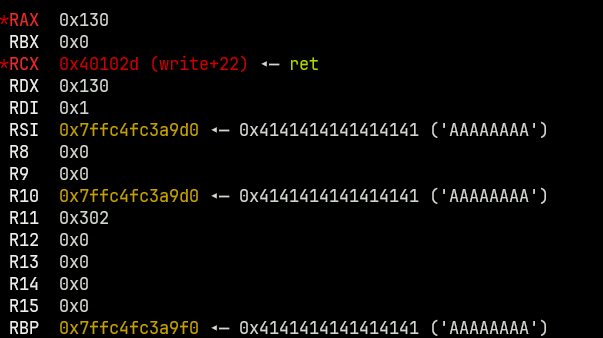 *RAX  0x130
 RBX  0x0
*RCX  0x40102d (write+22) ◂— ret
 RDX  0x130
 RDI  0x1
 RSI  0x7ffc4fc3a9d0 ◂— 0x4141414141414141 ('AAAAAAAA')
 R8   0x0
 R9   0x0
 R10  0x7ffc4fc3a9d0 ◂— 0x4141414141414141 ('AAAAAAAA')
 R11  0x302
 R12  0x0
 R13  0x0
 R14  0x0
 R15  0x0
 RBP  0x7ffc4fc3a9f0 ◂— 0x4141414141414141 ('AAAAAAAA')